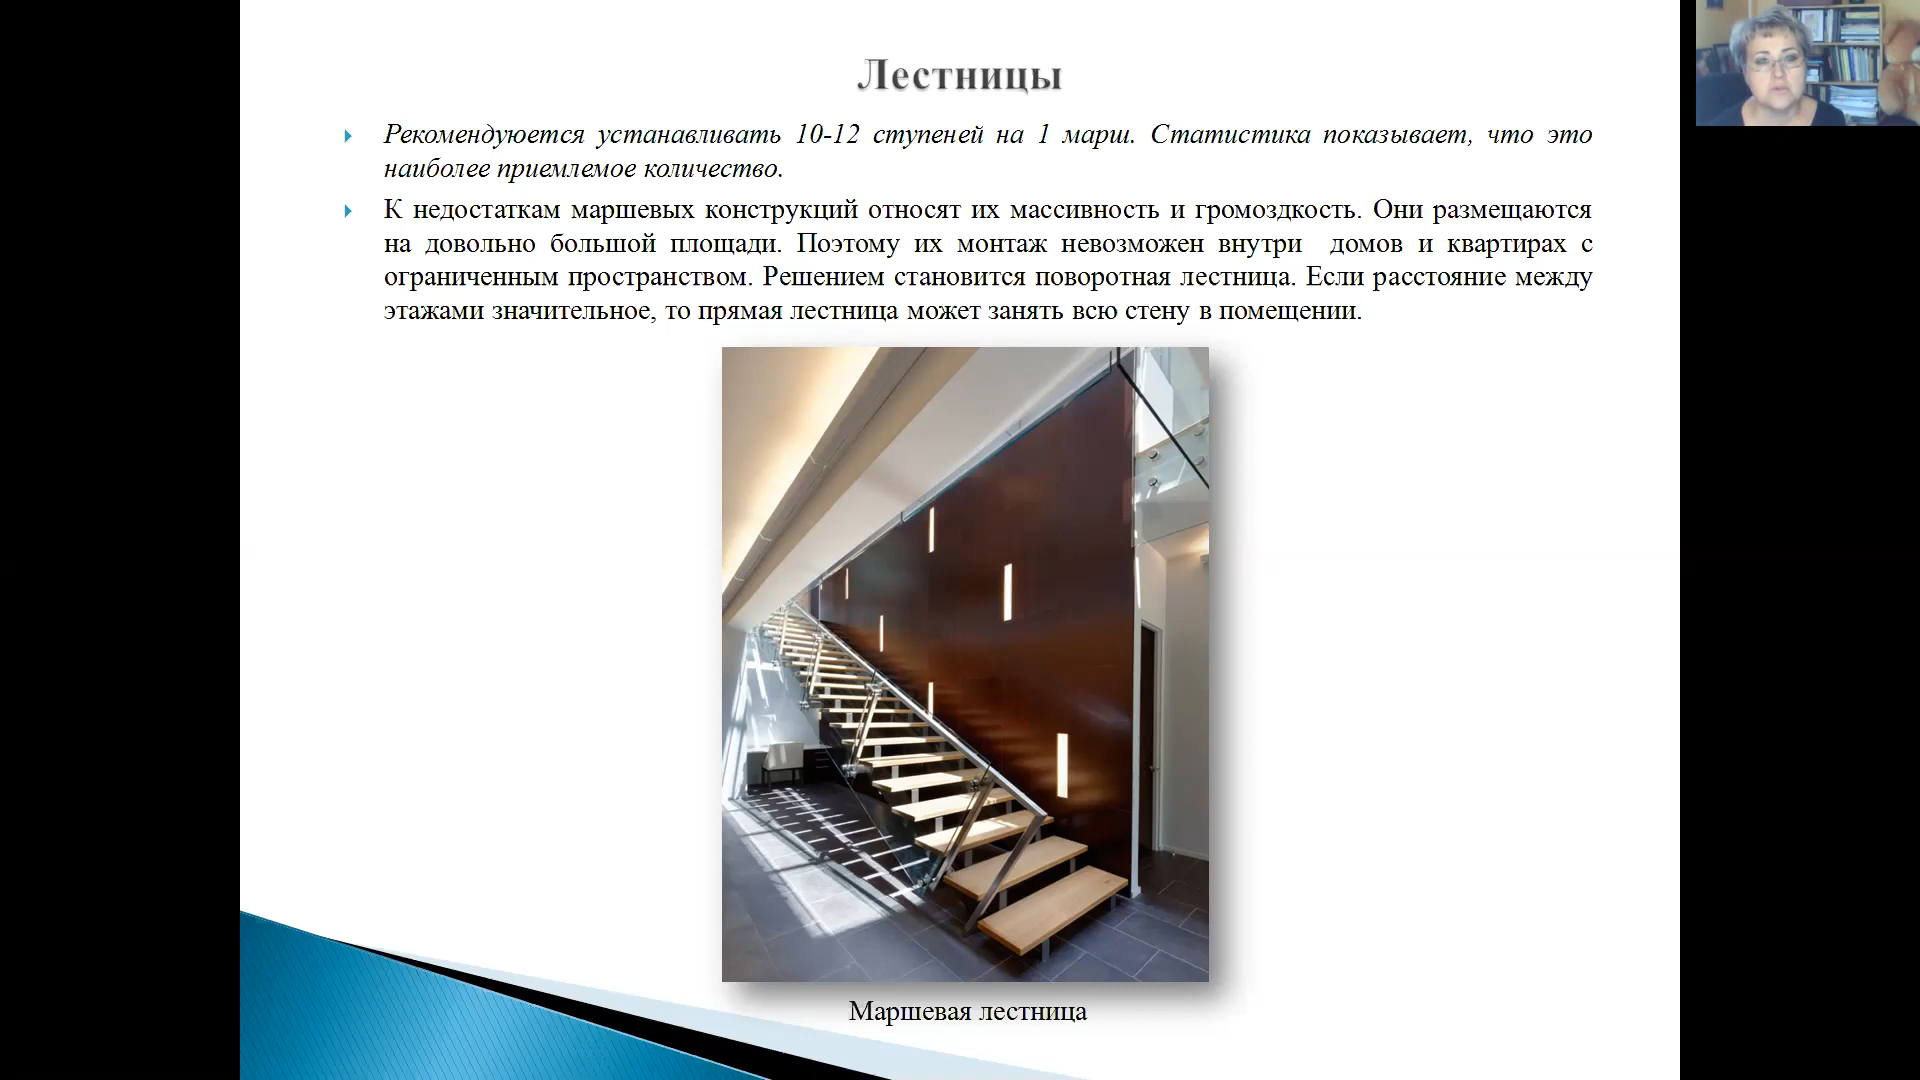 Лестницы
Рекомендуюется устанавливать 10-12 ступеней на 1 марш. Статистика показывает, что это
наиболее приемлемое количество.
К недостаткам маршевых конструкций относят их массивность и громоздкость. Они размещаются
на довольно большой площади. Поэтому их монтаж невозможен внутри домов и квартирах с
ограниченным пространством. Решением становится поворотная лестница. Если расстояние между
этажами значительное, то прямая лестница может занять всю стену в помещении.
Маршевая лестница